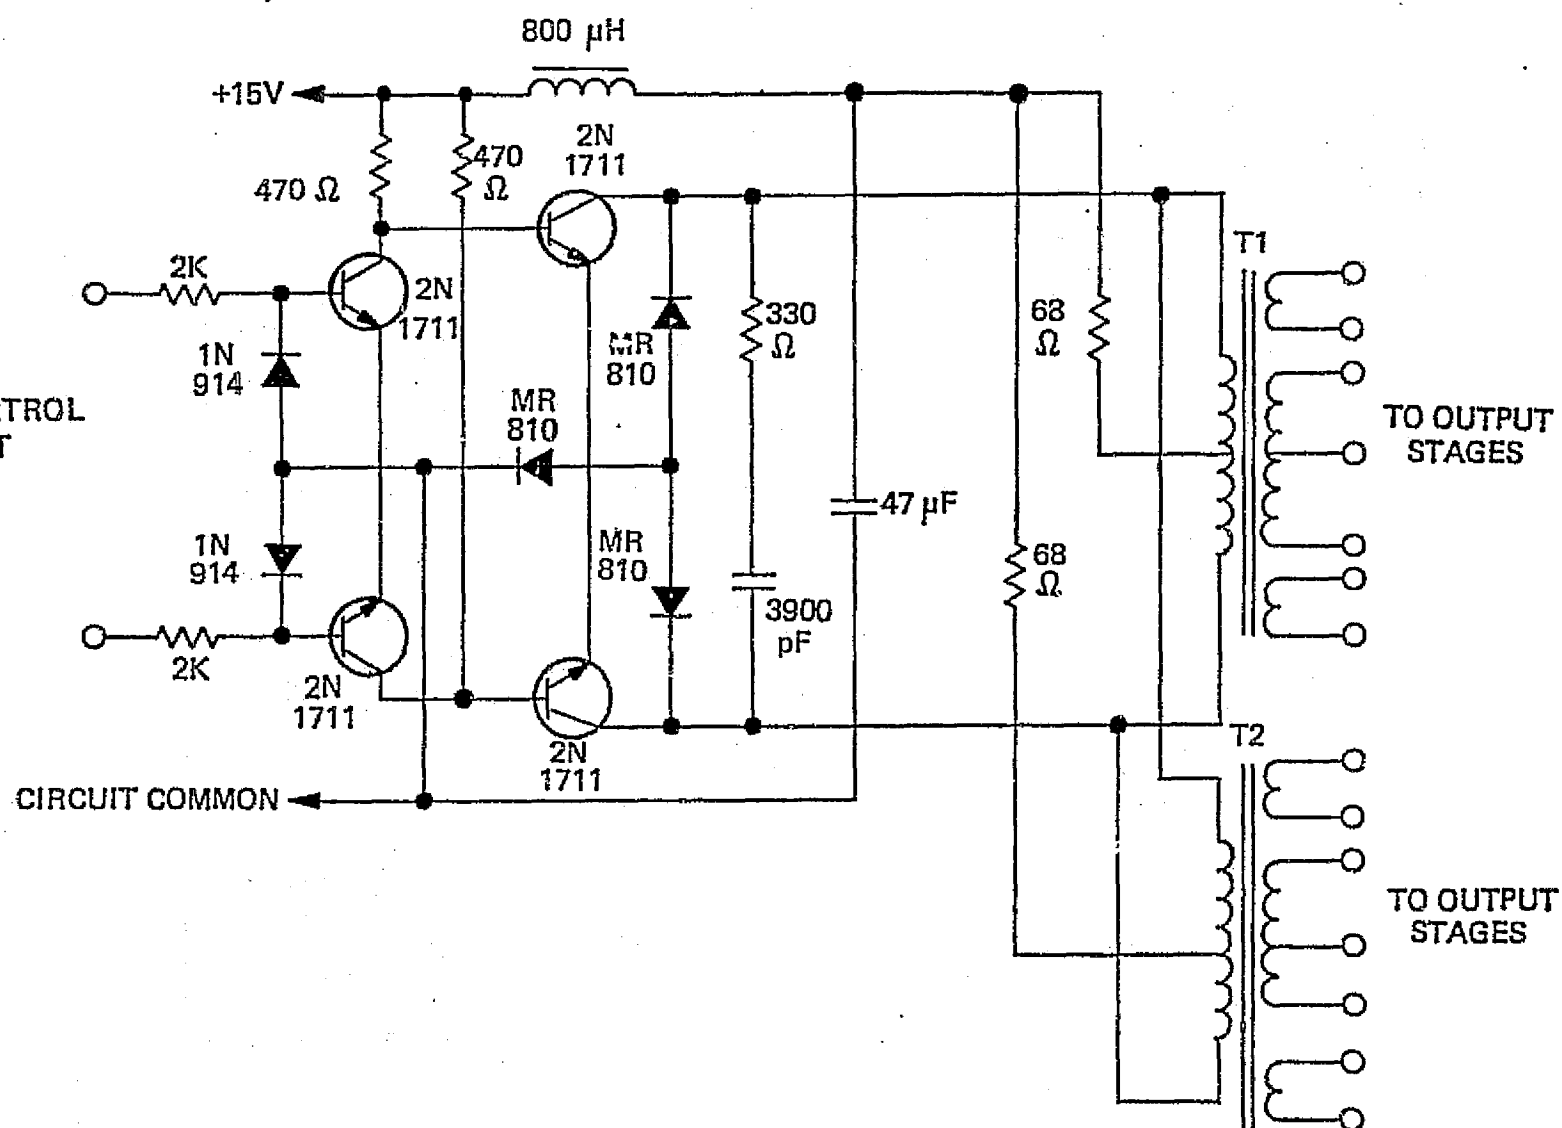 800 µH
+15V
2N
1711
470
Ω
470 Ω
2K
2N
1711
T1
1N
914
MR
810
330
Ω
68
Ω
TROL
T
MR
810
TO OUTPUT
STAGES
47 µF
1N
914
MR
810
68
Ω
3900
pF
2K
2N
1711
2N
1711
T2
CIRCUIT COMMON
TO OUTPUT
STAGES